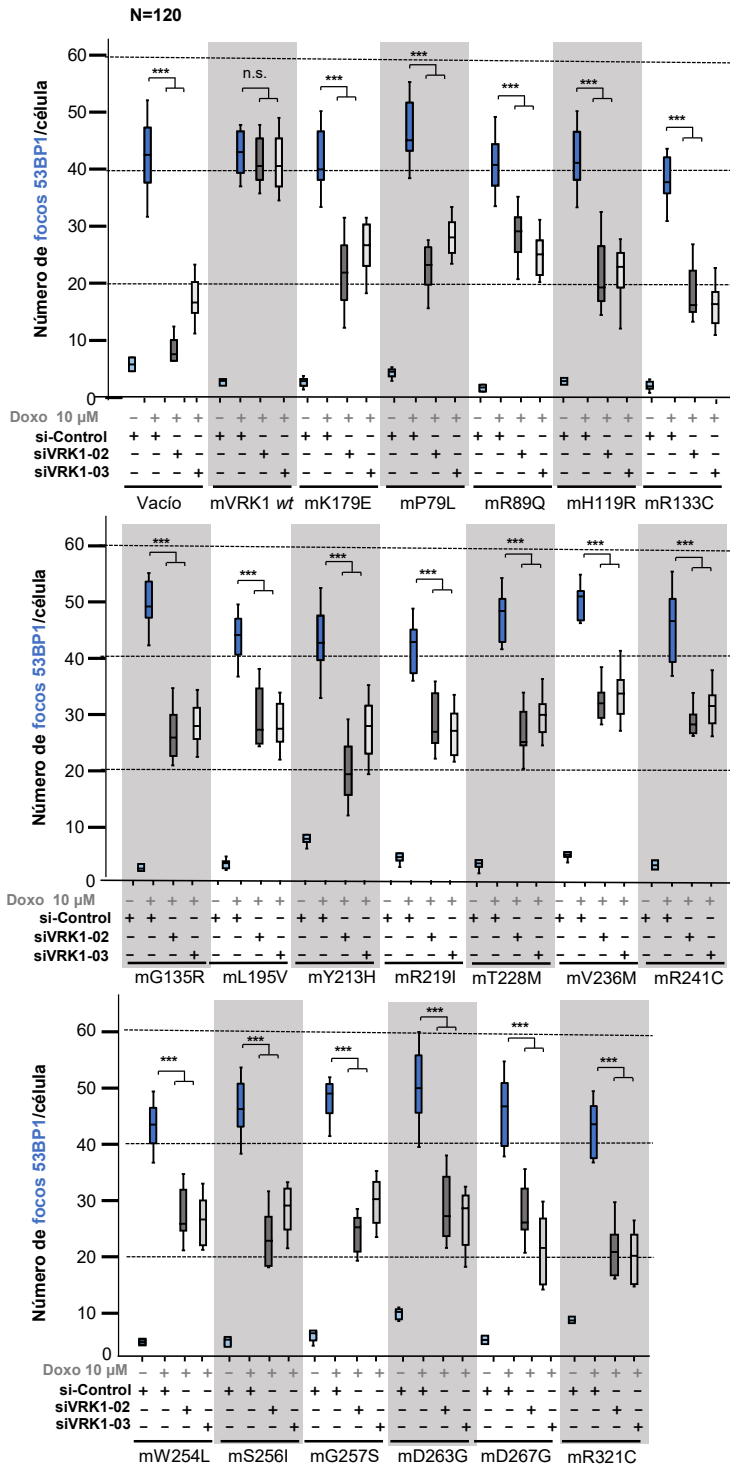 N=120
Número de focos 53BP1/célula
60
50
40
30
20
10
0
*** n.s. *** *** *** *** ***
Doxo 10 µM − + + + − + + + − + + + − + + + − + + + − + + + − + + +
si-Control + + − − + + − − + + − − + + − − + + − − + + − − + + − −
siVRK1-02 − − + − − − + − − − + − − − + − − − + − − − + − − − + −
siVRK1-03 − − − + − − − + − − − + − − − + − − − + − − − + − − − +
Vacío mVRK1 wt mK179E mP79L mR89Q mH119R mR133C
Número de focos 53BP1/célula
60
50
40
30
20
10
0
*** *** *** *** *** *** ***
Doxo 10 µM − + + + − + + + − + + + − + + + − + + + − + + + − + + +
si-Control + + − − + + − − + + − − + + − − + + − − + + − − + + − −
siVRK1-02 − − + − − − + − − − + − − − + − − − + − − − + − − − + −
siVRK1-03 − − − + − − − + − − − + − − − + − − − + − − − + − − − +
mG135R mL195V mY213H mR219I mT228M mV236M mR241C
Número de focos 53BP1/célula
60
50
40
30
20
10
0
*** *** *** *** *** ***
Doxo 10 µM − + + + − + + + − + + + − + + + − + + + − + + +
si-Control + + − − + + − − + + − − + + − − + + − − + + − −
siVRK1-02 − − + − − − + − − − + − − − + − − − + − − − + −
siVRK1-03 − − − + − − − + − − − + − − − + − − − + − − − +
mW254L mS256I mG257S mD263G mD267G mR321C